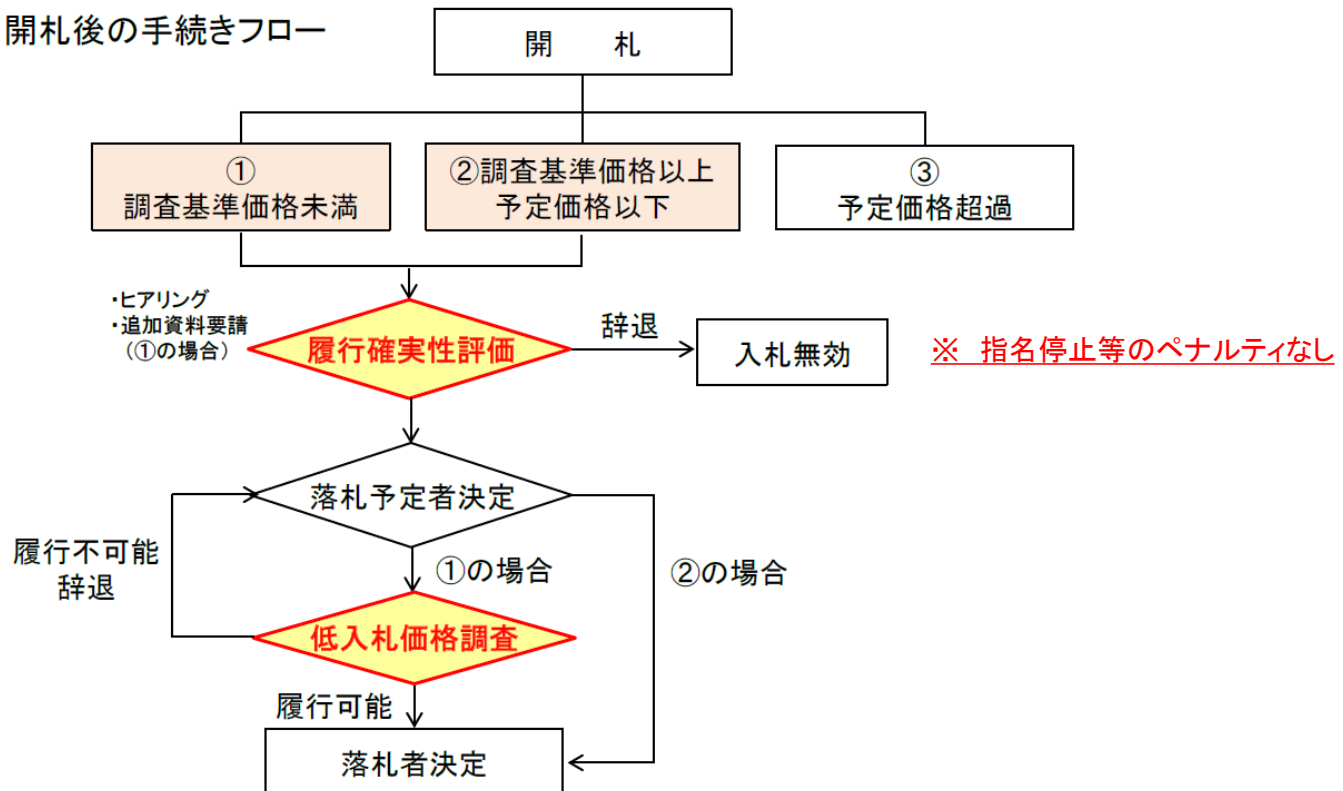 開札後の手続きフロー
開　　札
①
調査基準価格未満
②調査基準価格以上
予定価格以下
③
予定価格超過
・ヒアリング
・追加資料要請
（①の場合）
履行確実性評価
辞退
入札無効
※　指名停止等のペナルティなし
落札予定者決定
履行不可能
辞退
①の場合
②の場合
低入札価格調査
履行可能
落札者決定